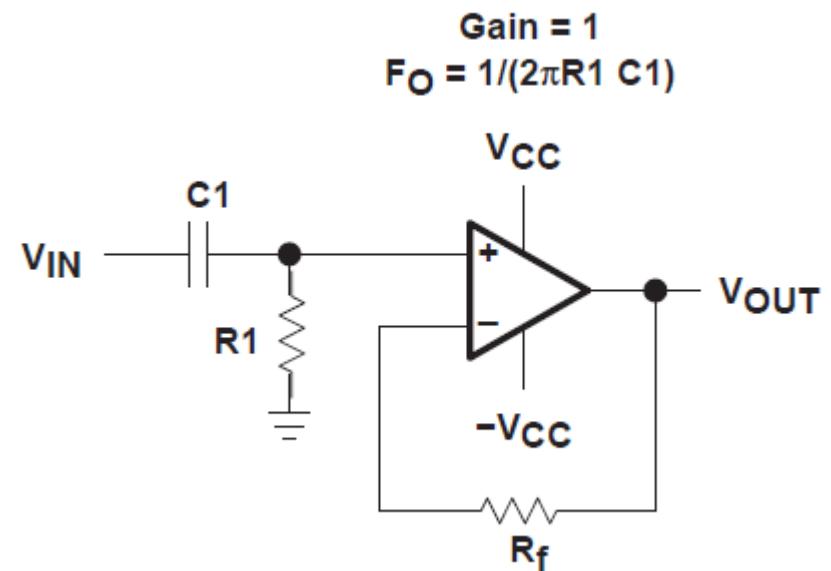 Gain = 1
FO = 1/(2πR1 C1)
VCC
C1
VIN
+
R1
−
VOUT
−VCC
Rf